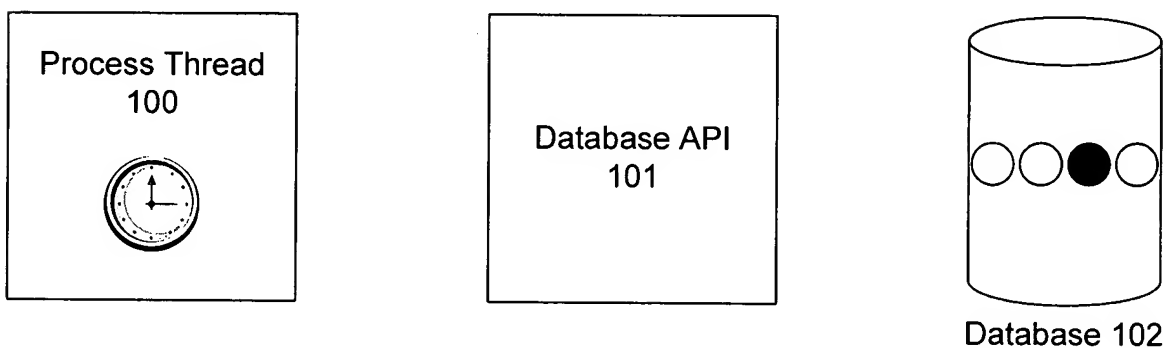 Process Thread
100
Database API
101
Database 102